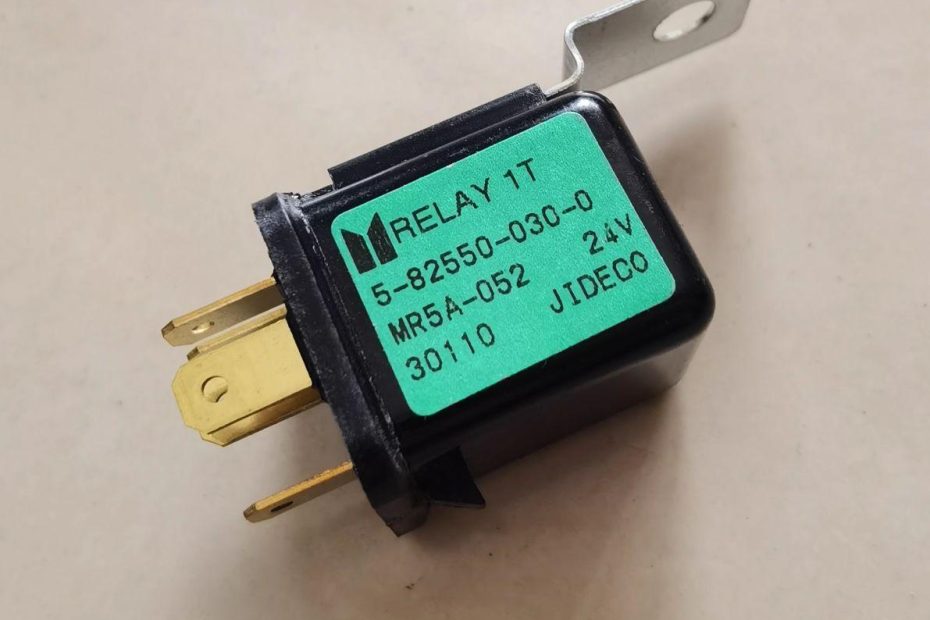 RELAY 1T
5-82550-030-0
MR5A-052 24V
30110 JIDECO